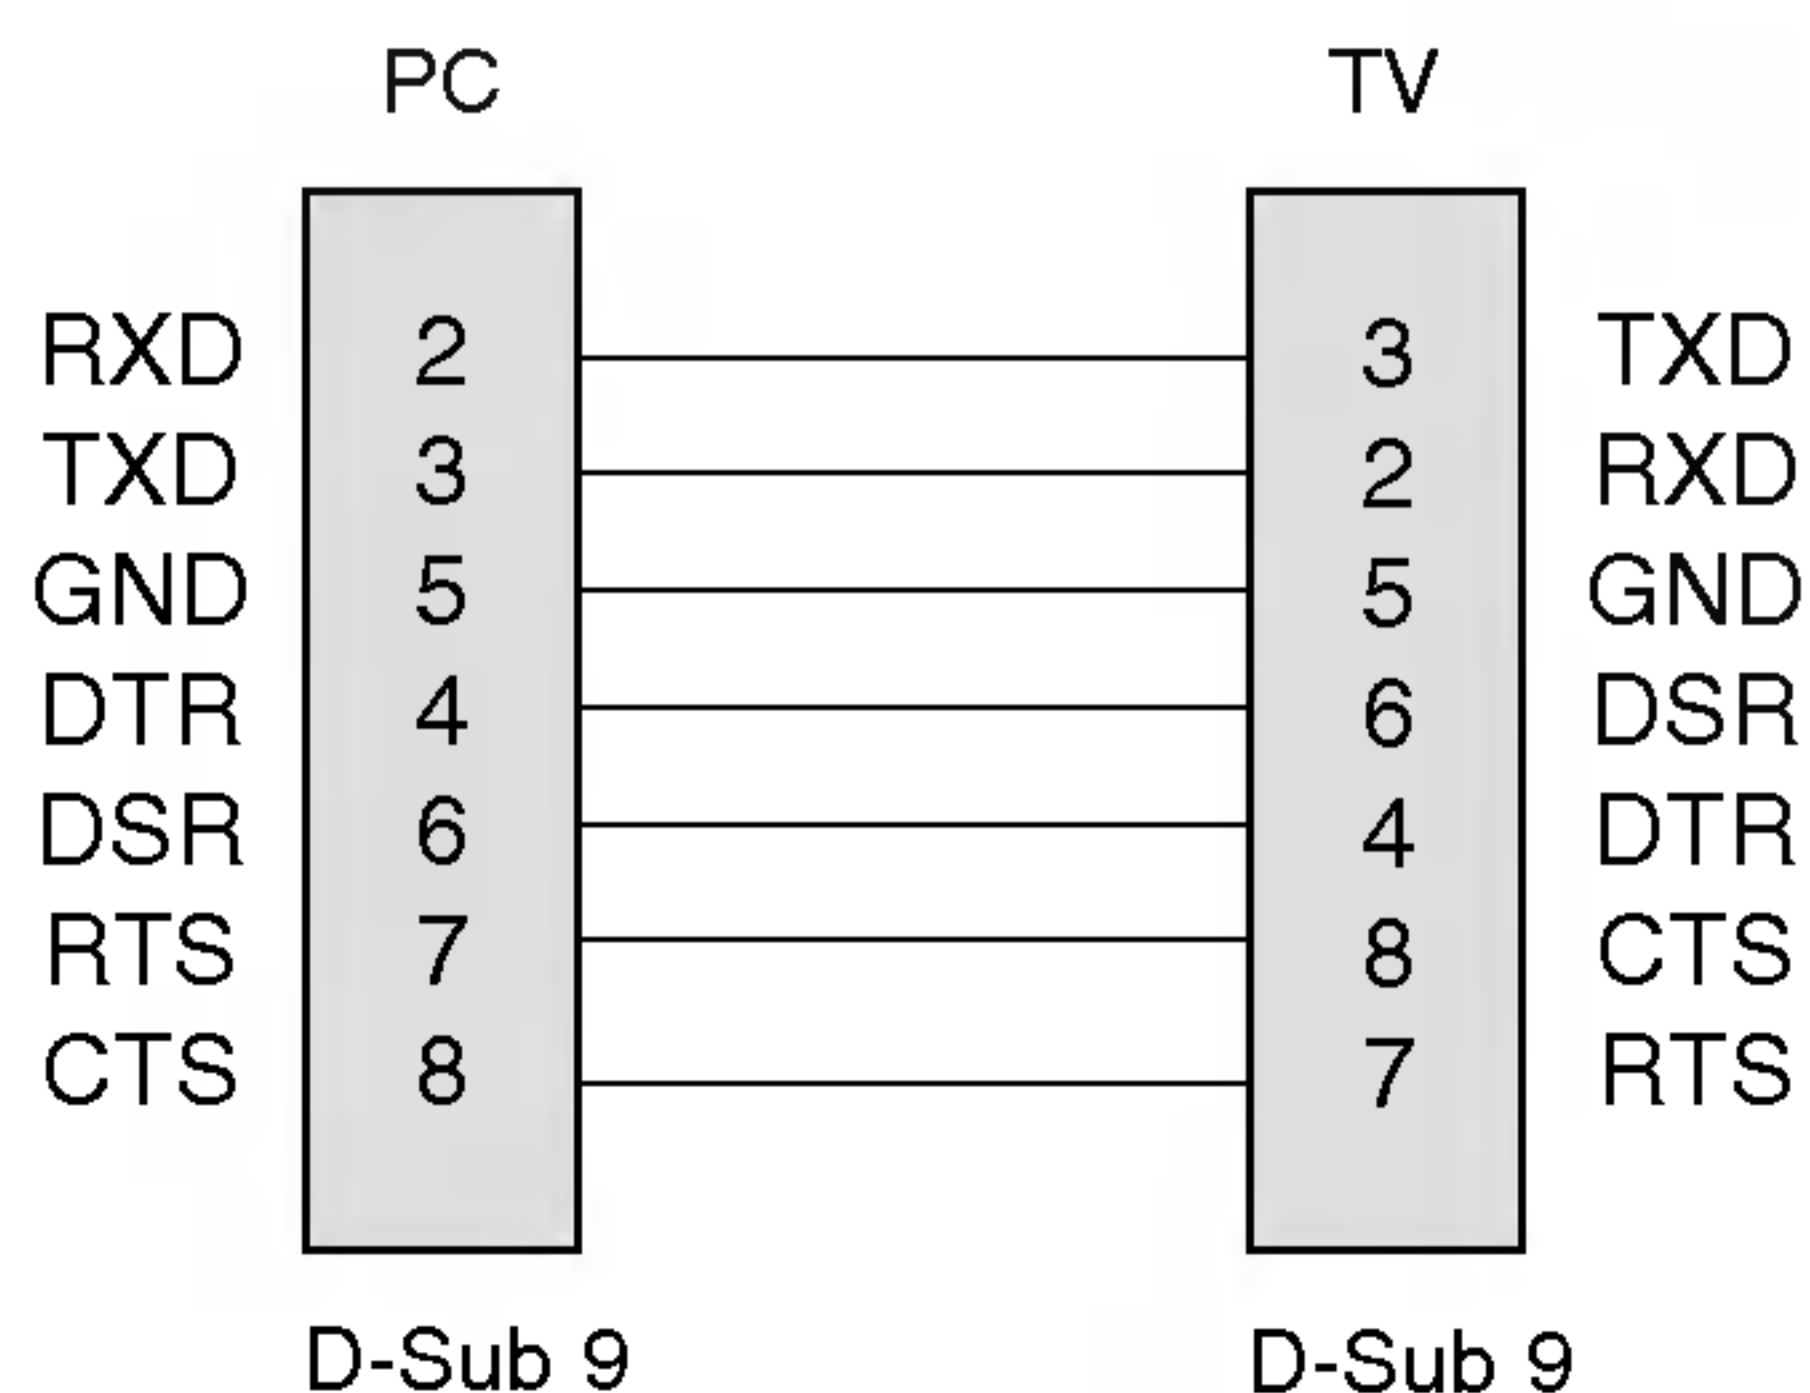 PC TV
RXD 2 3 TXD
TXD 3 2 RXD
GND 5 5 GND
DTR 4 6 DSR
DSR 6 4 DTR
RTS 7 8 CTS
CTS 8 7 RTS
D-Sub 9 D-Sub 9